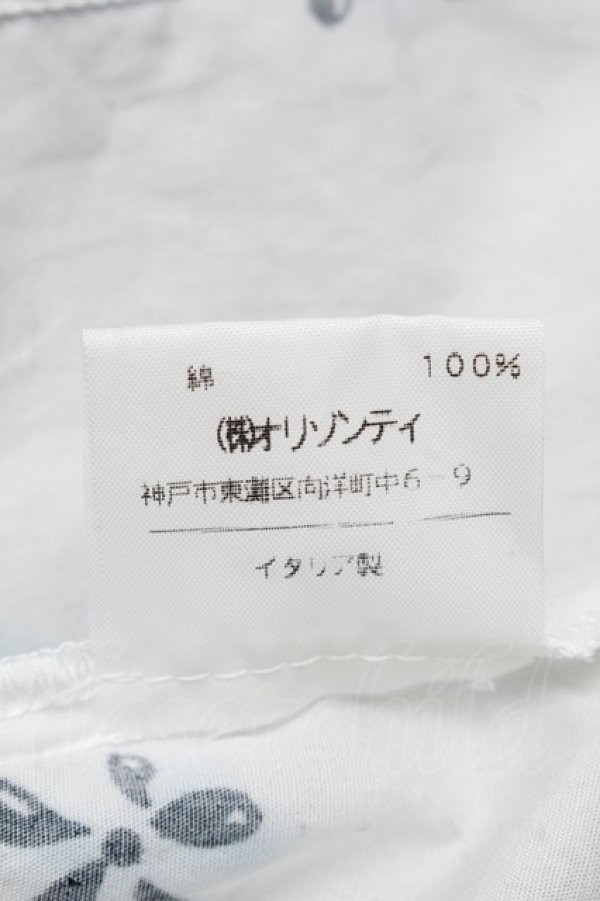 綿 100%
(株)オリゾンティ
神戸市東灘区向洋町中6-9
イタリア製